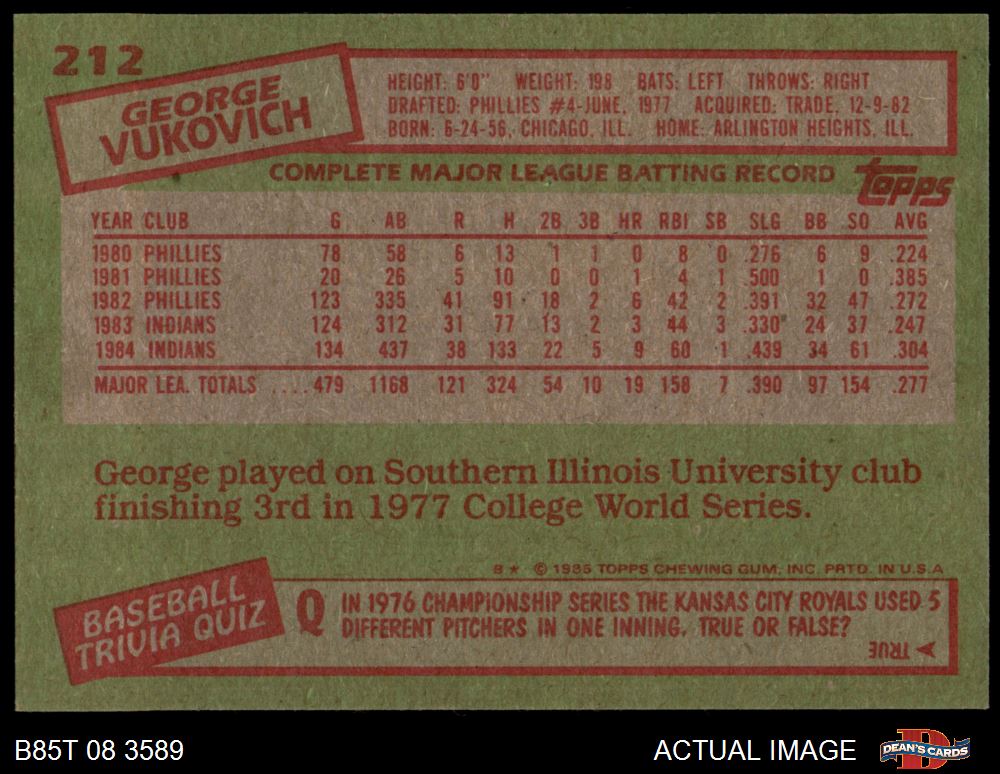 212
GEORGE
VUKOVICH
HEIGHT: 6'0" WEIGHT: 198 BATS: LEFT THROWS: RIGHT
DRAFTED: PHILLIES #4-JUNE, 1977 ACQUIRED: TRADE, 12-9-82
BORN: 6-24-56, CHICAGO, ILL. HOME: ARLINGTON HEIGHTS, ILL.
COMPLETE MAJOR LEAGUE BATTING RECORD
topps
YEAR CLUB G AB R H 2B 3B HR RBI SB SLG BB SO AVG
1980 PHILLIES 78 58 6 13 1 1 0 8 0 .276 6 9 .224
1981 PHILLIES 20 26 5 10 0 0 1 4 1 .500 1 0 .385
1982 PHILLIES 123 335 41 91 18 2 6 42 2 .391 32 47 .272
1983 INDIANS 124 312 31 77 13 2 3 44 3 .330 24 37 .247
1984 INDIANS 134 437 38 133 22 5 9 60 1 .439 34 61 .304
MAJOR LEA. TOTALS .... 479 1168 121 324 54 10 19 158 7 .390 97 154 .277
George played on Southern Illinois University club
finishing 3rd in 1977 College World Series.
B★ © 1985 TOPPS CHEWING GUM, INC. PRTD. IN U.S.A
BASEBALL
TRIVIA QUIZ
Q IN 1976 CHAMPIONSHIP SERIES THE KANSAS CITY ROYALS USED 5
DIFFERENT PITCHERS IN ONE INNING. TRUE OR FALSE?
TRUE
B85T 08 3589
ACTUAL IMAGE
DEAN'S CARDS